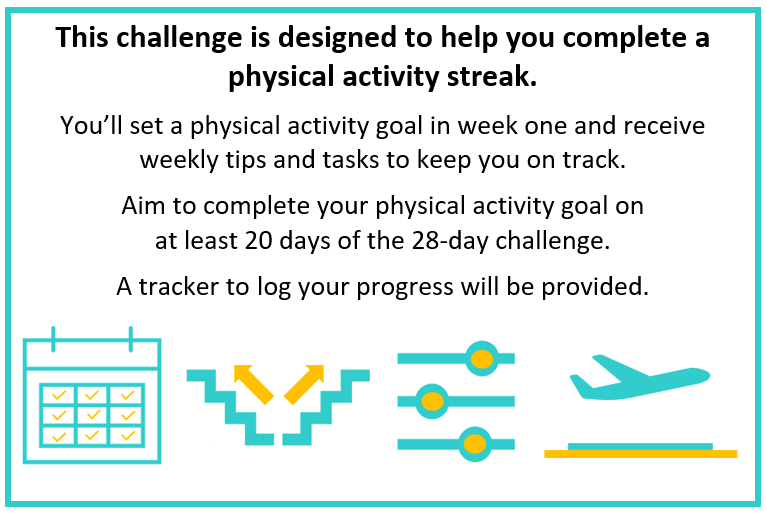 This challenge is designed to help you complete a
physical activity streak.
You’ll set a physical activity goal in week one and receive
weekly tips and tasks to keep you on track.
Aim to complete your physical activity goal on
at least 20 days of the 28-day challenge.
A tracker to log your progress will be provided.